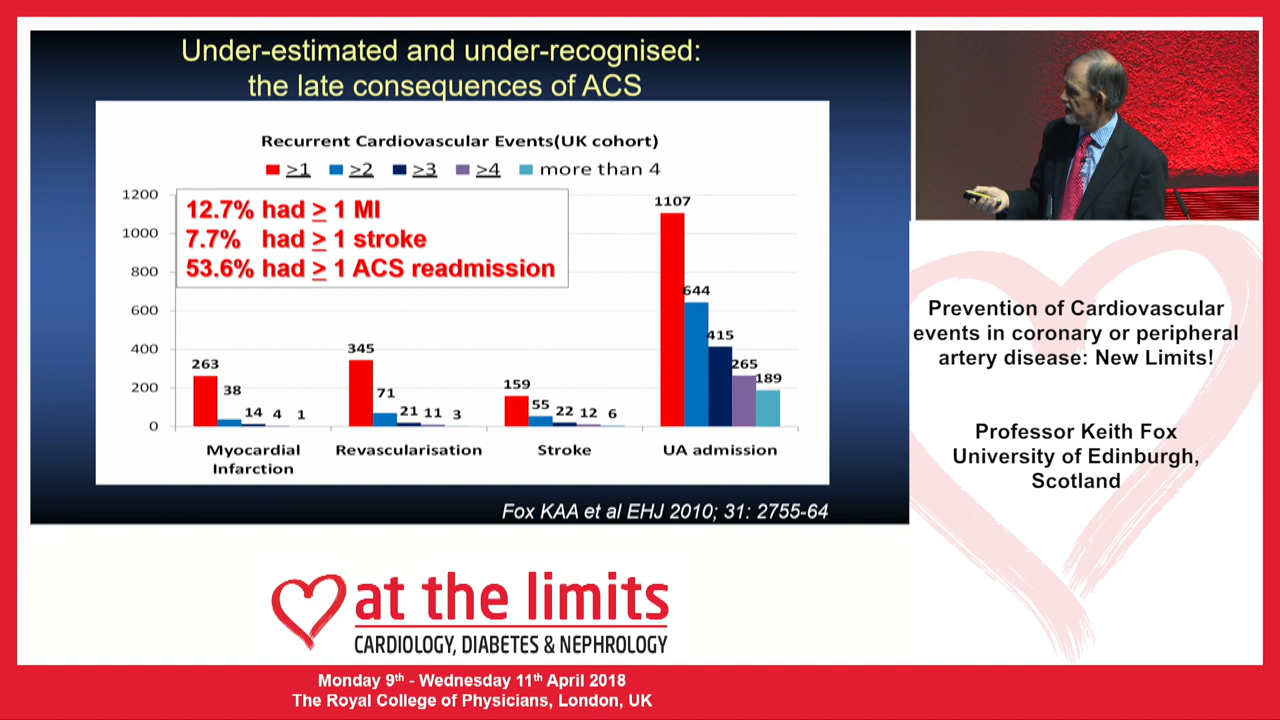 Under-estimated and under-recognised:
the late consequences of ACS
Recurrent Cardiovascular Events(UK cohort)
≥1 ≥2 ≥3 ≥4 more than 4
1200
1000
800
600
400
200
0
12.7% had ≥ 1 MI
7.7% had ≥ 1 stroke
53.6% had ≥ 1 ACS readmission
263 38 14 4 1
345 71 21 11 3
159 55 22 12 6
1107 644 415 265 189
Myocardial
Infarction
Revascularisation
Stroke
UA admission
Fox KAA et al EHJ 2010; 31: 2755-64
Prevention of Cardiovascular
events in coronary or peripheral
artery disease: New Limits!
Professor Keith Fox
University of Edinburgh,
Scotland
at the limits
CARDIOLOGY, DIABETES & NEPHROLOGY
Monday 9th - Wednesday 11th April 2018
The Royal College of Physicians, London, UK